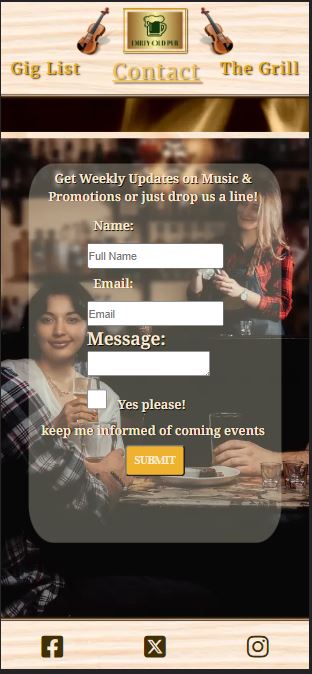 DIRTY OLD PUB
Gig List
Contact
The Grill
Get Weekly Updates on Music &
Promotions or just drop us a line!
Name:
Full Name
Email:
Email
Message:
Yes please!
keep me informed of coming events
SUBMIT